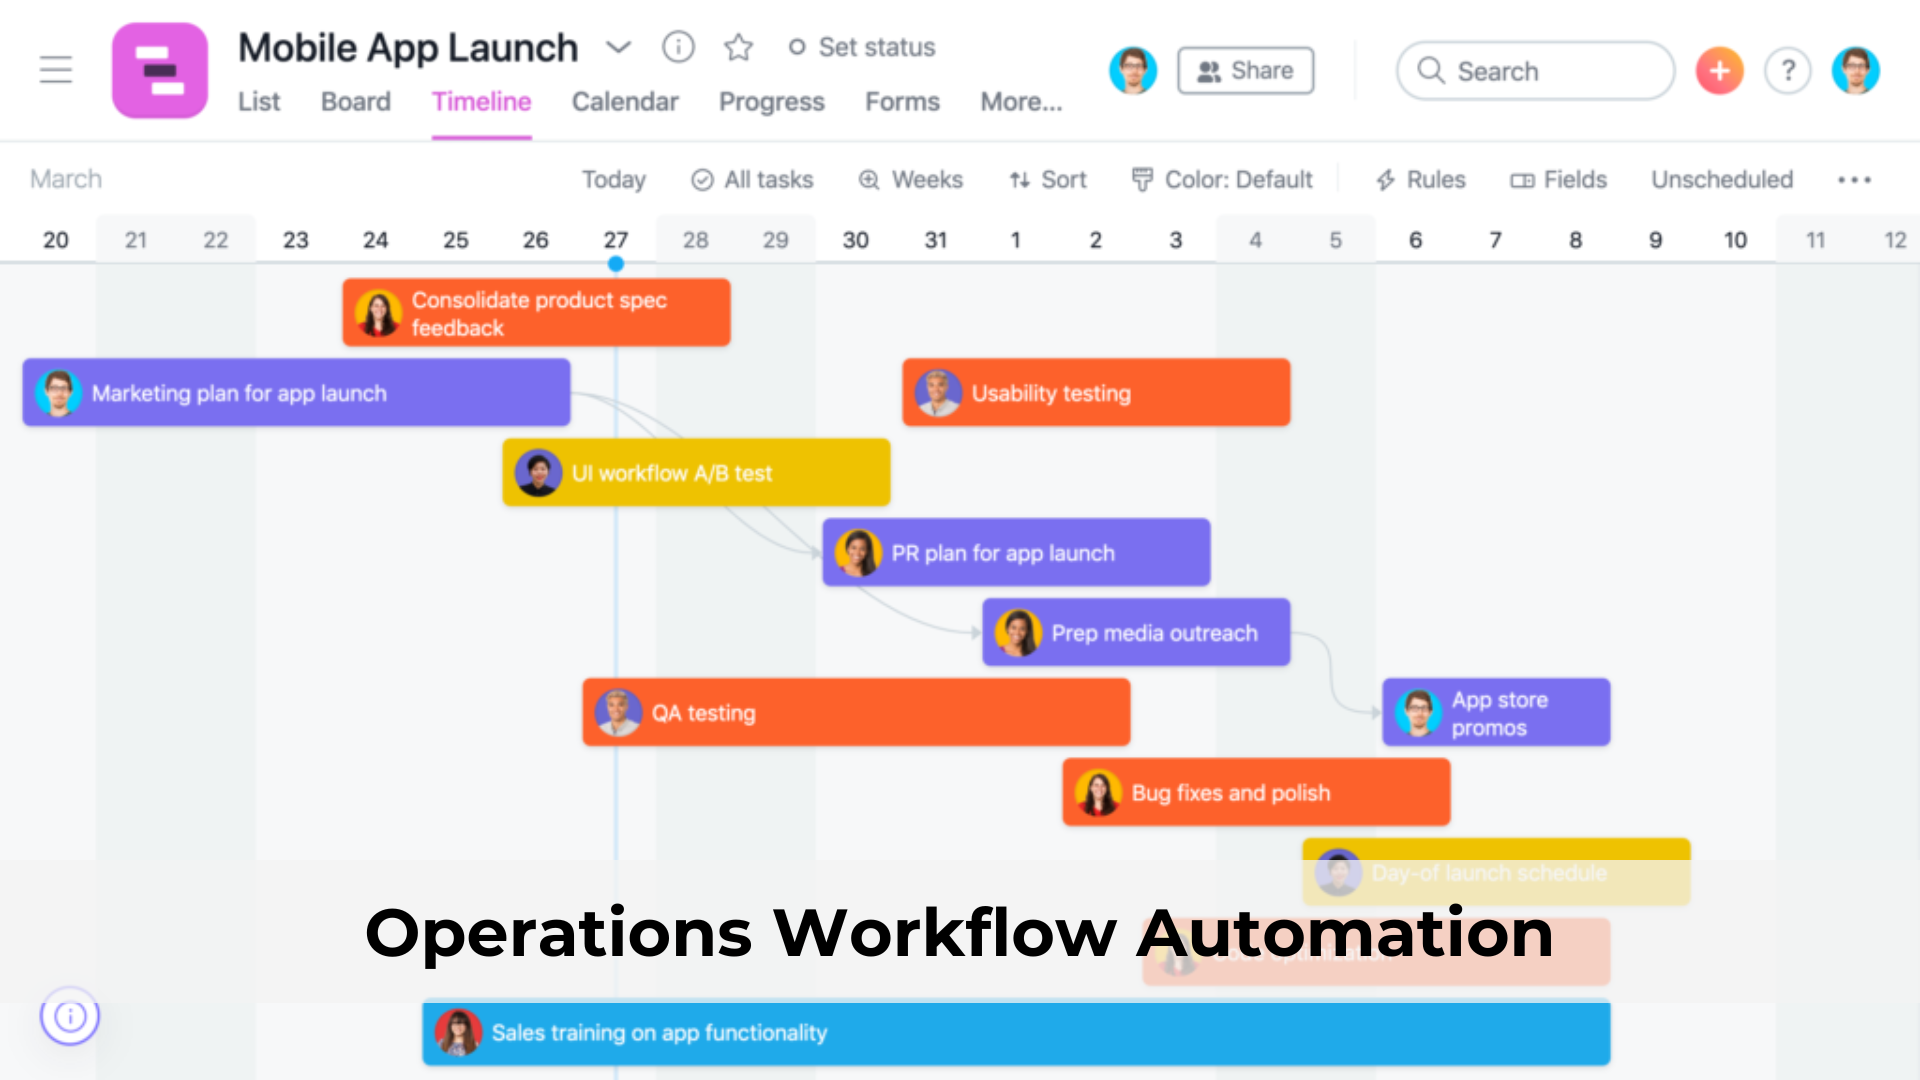 Mobile App Launch
Set status
Share
Search
?
List Board Timeline Calendar Progress Forms More...
March
Today All tasks Weeks Sort Color: Default Rules Fields Unscheduled
20 21 22 23 24 25 26 27 28 29 30 31 1 2 3 4 5 6 7 8 9 10 11 12
Consolidate product spec
feedback
Marketing plan for app launch
Usability testing
UI workflow A/B test
PR plan for app launch
Prep media outreach
QA testing
App store
promos
Bug fixes and polish
Day-of launch schedule
Operations Workflow Automation
Sales training on app functionality